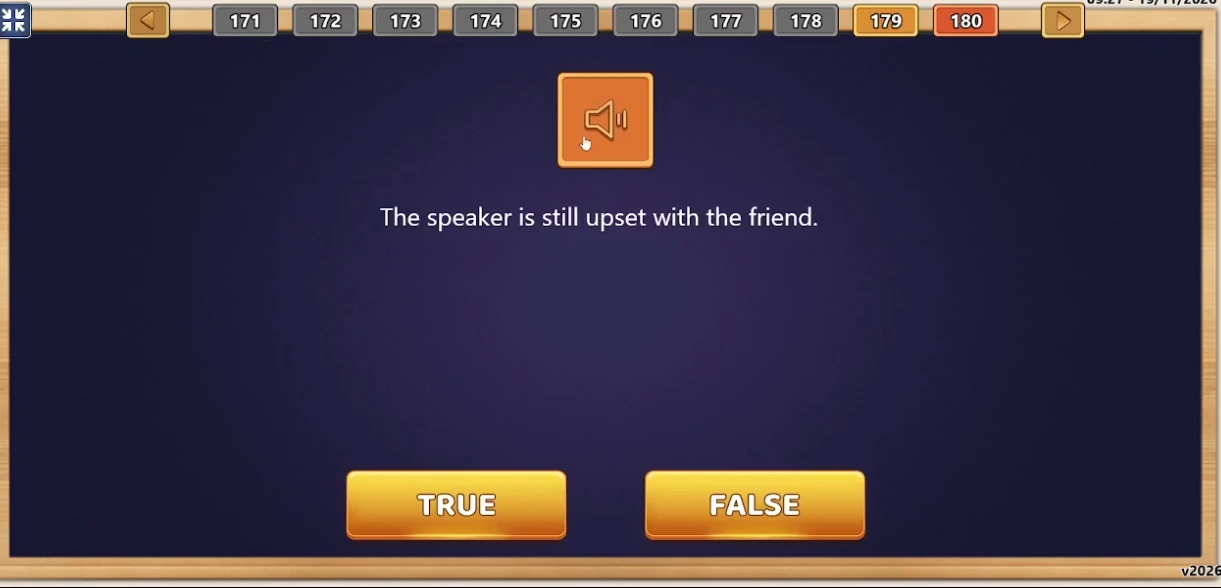 171 172 173 174 175 176 177 178 179 180
The speaker is still upset with the friend.
TRUE FALSE
v2026